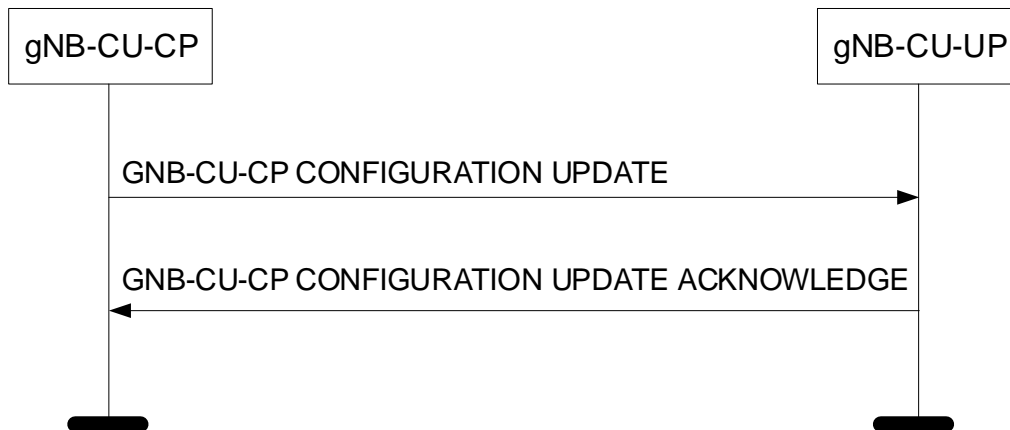 gNB-CU-CP
gNB-CU-UP
GNB-CU-CP CONFIGURATION UPDATE
GNB-CU-CP CONFIGURATION UPDATE ACKNOWLEDGE